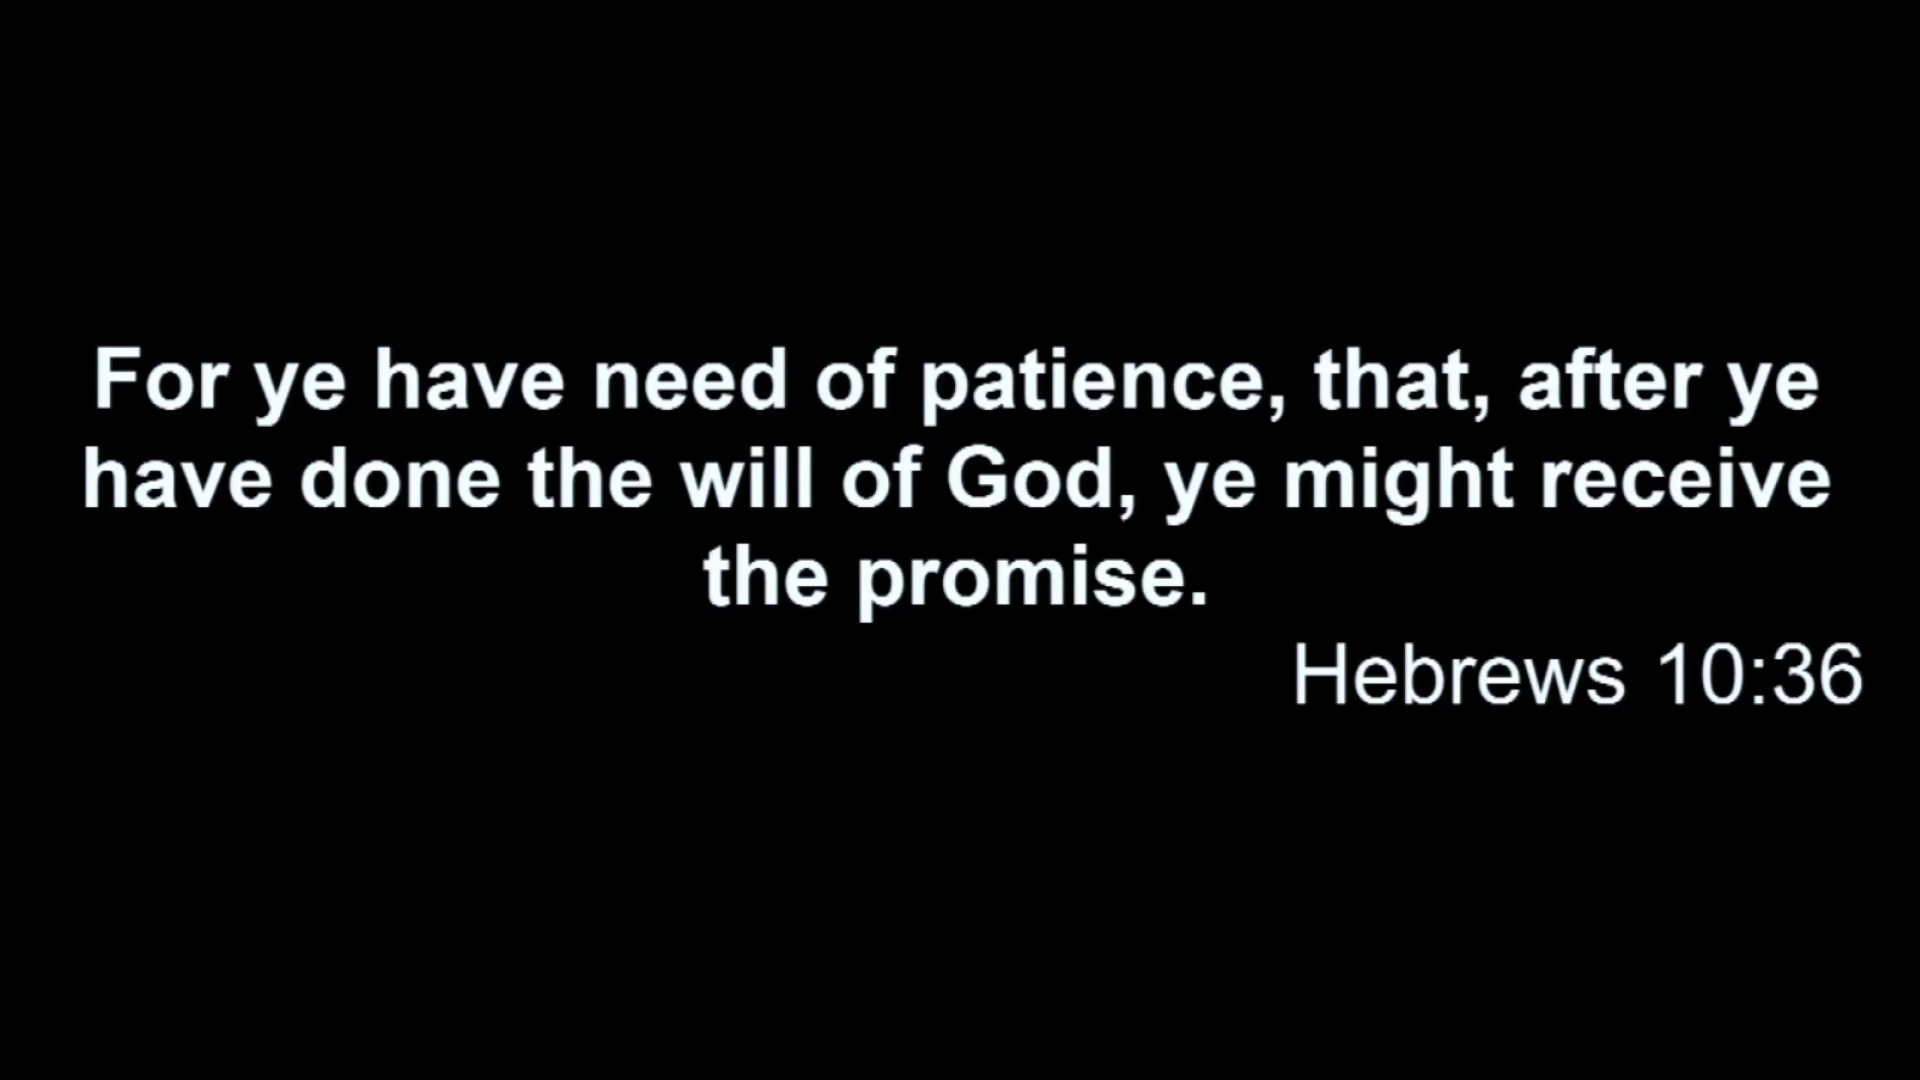 For ye have need of patience, that, after ye
have done the will of God, ye might receive
the promise.
Hebrews 10:36